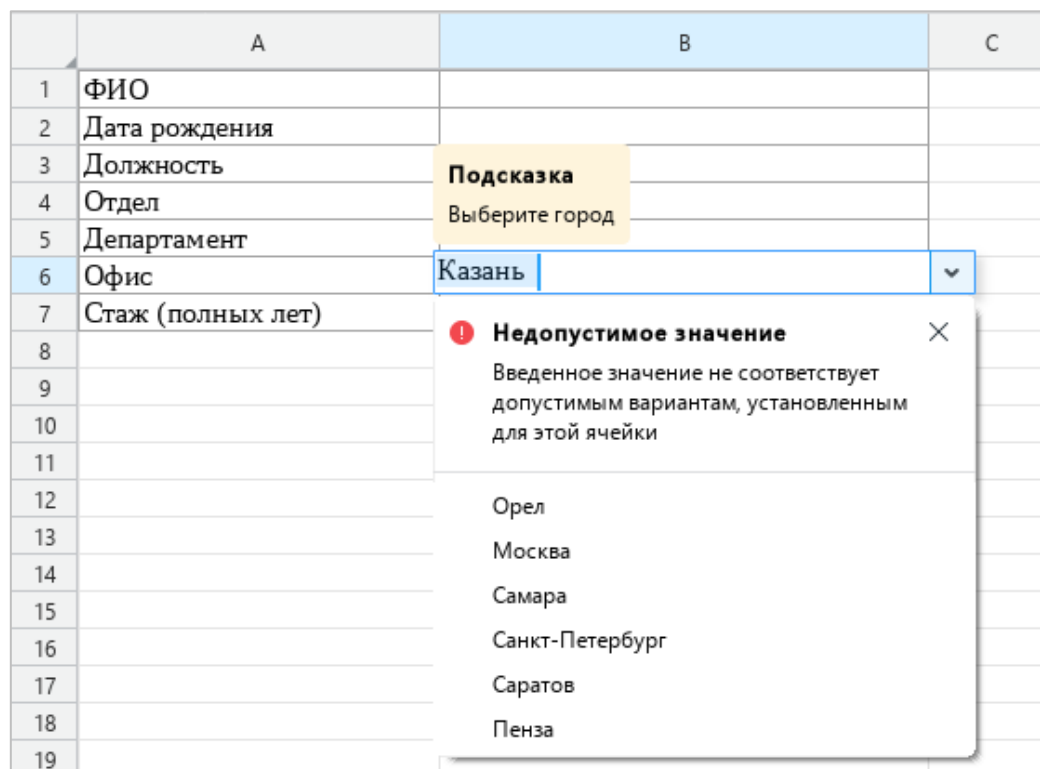 A B C
1 ФИО
2 Дата рождения
3 Должность
Подсказка
4 Отдел
Выберите город
5 Департамент
6 Офис Казань
7 Стаж (полных лет)
Недопустимое значение
8
Введенное значение не соответствует
9
допустимым вариантам, установленным
10
для этой ячейки
11
12
Орел
13
Москва
14
15
Самара
16
Санкт-Петербург
17
Саратов
18
Пенза
19